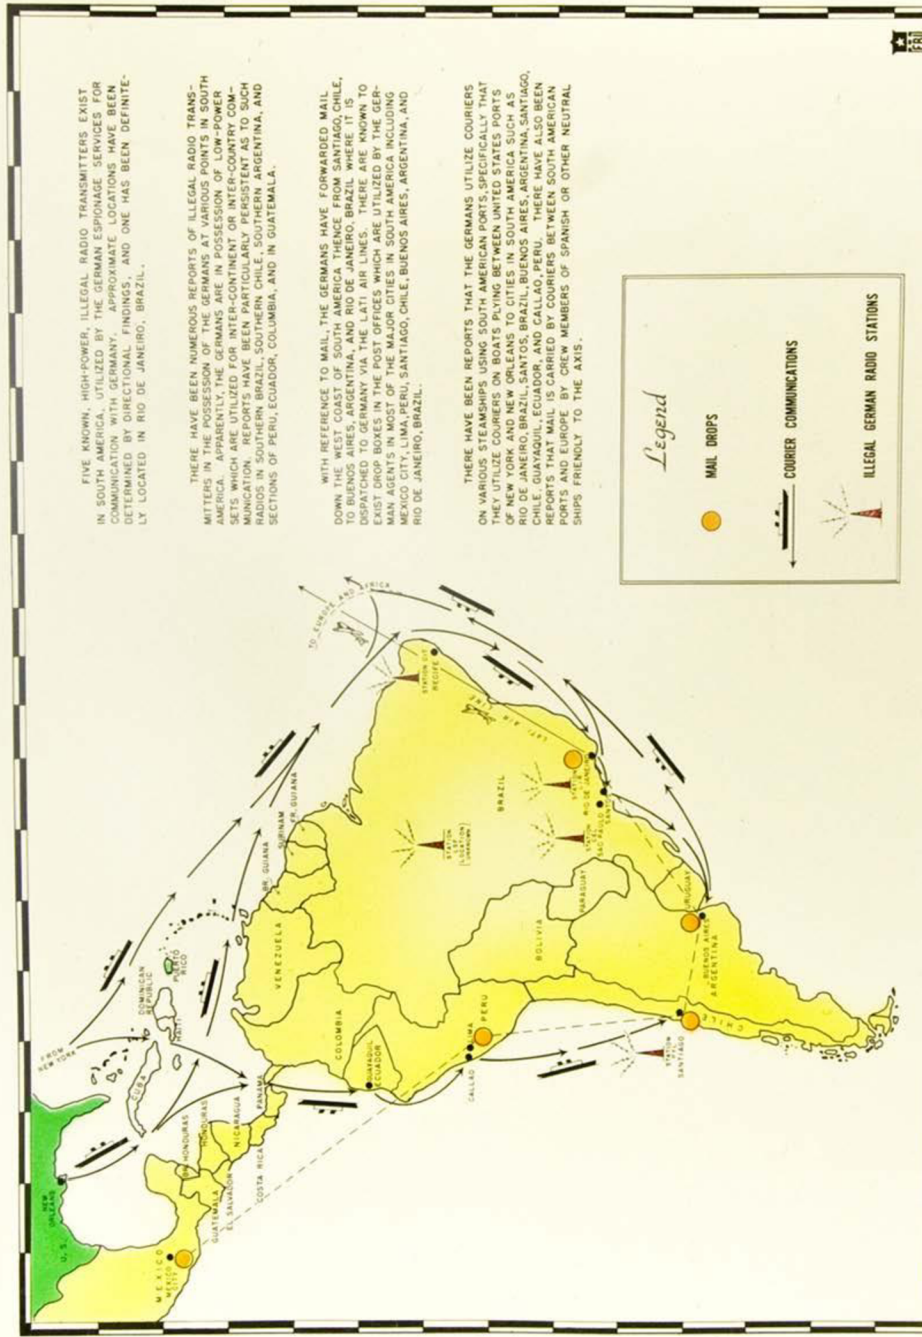 FIVE KNOWN, HIGH-POWER, ILLEGAL RADIO TRANSMITTERS EXIST
IN SOUTH AMERICA, UTILIZED BY THE GERMAN ESPIONAGE SERVICES FOR
COMMUNICATION WITH GERMANY. APPROXIMATE LOCATIONS HAVE BEEN
DETERMINED BY DIRECTIONAL FINDINGS, AND ONE HAS BEEN DEFINITE-
LY LOCATED IN RIO DE JANEIRO, BRAZIL.
THERE HAVE BEEN NUMEROUS REPORTS OF ILLEGAL RADIO TRANS-
MITTERS IN THE POSSESSION OF THE GERMANS AT VARIOUS POINTS IN SOUTH
AMERICA. APPARENTLY, THE GERMANS ARE IN POSSESSION OF LOW-POWER
SETS WHICH ARE UTILIZED FOR INTER-CONTINENT OR INTER-COUNTRY COM-
MUNICATION. REPORTS HAVE BEEN PARTICULARLY PERSISTENT AS TO SUCH
RADIOS IN SOUTHERN BRAZIL, SOUTHERN CHILE, SOUTHERN ARGENTINA, AND
SECTIONS OF PERU, ECUADOR, COLUMBIA, AND IN GUATEMALA.
WITH REFERENCE TO MAIL, THE GERMANS HAVE FORWARDED MAIL
DOWN THE WEST COAST OF SOUTH AMERICA THENCE FROM SANTIAGO, CHILE,
TO BUENOS AIRES, ARGENTINA, AND RIO DE JANEIRO, BRAZIL WHERE IT IS
DISPATCHED TO GERMANY VIA THE LATI AIR LINES. THERE ARE KNOWN TO
EXIST DROP BOXES IN THE POST OFFICES WHICH ARE UTILIZED BY THE GER-
MAN AGENTS IN MOST OF THE MAJOR CITIES IN SOUTH AMERICA INCLUDING
MEXICO CITY, LIMA, PERU, SANTIAGO, CHILE, BUENOS AIRES, ARGENTINA, AND
RIO DE JANEIRO, BRAZIL.
THERE HAVE BEEN REPORTS THAT THE GERMANS UTILIZE COURIERS
ON VARIOUS STEAMSHIPS USING SOUTH AMERICAN PORTS, SPECIFICALLY THAT
THEY UTILIZE COURIERS ON BOATS PLYING BETWEEN UNITED STATES PORTS
OF NEW YORK AND NEW ORLEANS TO CITIES IN SOUTH AMERICA SUCH AS
RIO DE JANEIRO, BRAZIL, SANTOS, BRAZIL, BUENOS AIRES, ARGENTINA, SANTIAGO,
CHILE, GUAYAQUIL, ECUADOR, AND CALLAO, PERU. THERE HAVE ALSO BEEN
REPORTS THAT MAIL IS CARRIED BY COURIERS BETWEEN SOUTH AMERICAN
PORTS AND EUROPE BY CREW MEMBERS OF SPANISH OR OTHER NEUTRAL
SHIPS FRIENDLY TO THE AXIS.
Legend
MAIL DROPS
COURIER COMMUNICATIONS
ILLEGAL GERMAN RADIO STATIONS
U. S.
NEW
ORLEANS
MEXICO
MEXICO
CITY
FROM
NEW YORK
CUBA
HAITI
DOMINICAN
REPUBLIC
PUERTO
RICO
BR. HONDURAS
HONDURAS
GUATEMALA
EL SALVADOR
NICARAGUA
COSTA RICA
PANAMA
VENEZUELA
BR. GUIANA
SURINAM
FR. GUIANA
COLOMBIA
GUAYAQUIL
ECUADOR
CALLAO
LIMA
PERU
BRAZIL
STATION
LOCATION
UNKNOWN
STATION CIT
RECIFE
TO EUROPE AND AFRICA
LATI AIR LINE
BOLIVIA
PARAGUAY
STATION
RIO DE JANEIRO
STATION
SAO PAULO
SANTOS
URUGUAY
BUENOS AIRES
ARGENTINA
CHILE
STATION
SANTIAGO